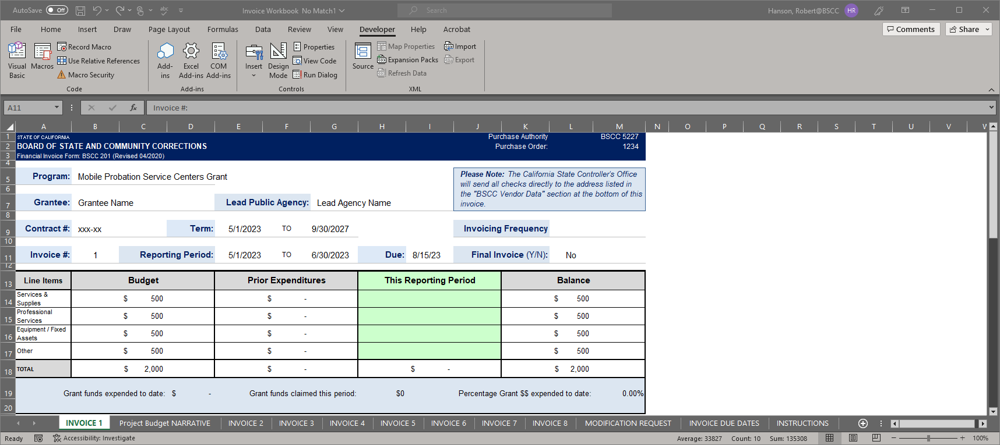 AutoSave Off abc Invoice Workbook No Match1 Search Hanson, Robert@BSCC HR
File Home Insert Draw Page Layout Formulas Data Review View Developer Help Acrobat Comments Share
Visual Basic
Macros
Record Macro
Use Relative References
Macro Security
Code
Add-ins
Excel Add-ins
COM Add-ins
Add-ins
Insert
Design Mode
Properties
View Code
Run Dialog
Controls
Source
Map Properties
Expansion Packs
Refresh Data
Import
Export
XML
A11 fx Invoice #:
A B C D E F G H I J K L M N O P Q R S T U V
1 STATE OF CALIFORNIA Purchase Authority BSCC 5227
2 BOARD OF STATE AND COMMUNITY CORRECTIONS Purchase Order: 1234
3 Financial Invoice Form: BSCC 201 (Revised 04/2020)
4
5 Program: Mobile Probation Service Centers Grant
Please Note: The California State Controller's Office
will send all checks directly to the address listed in
the "BSCC Vendor Data" section at the bottom of this
invoice.
6
7 Grantee: Grantee Name Lead Public Agency: Lead Agency Name
8
9 Contract #: xxx-xx Term: 5/1/2023 TO 9/30/2027 Invoicing Frequency
10
11 Invoice #: 1 Reporting Period: 5/1/2023 TO 6/30/2023 Due: 8/15/23 Final Invoice (Y/N): No
12
13 Line Items Budget Prior Expenditures This Reporting Period Balance
14 Services & Supplies $ 500 $ - $ 500
15 Professional Services $ 500 $ - $ 500
16 Equipment / Fixed Assets $ 500 $ - $ 500
17 Other $ 500 $ - $ 500
18 TOTAL $ 2,000 $ - $ - $ 2,000
19 Grant funds expended to date: $ - Grant funds claimed this period: $0 Percentage Grant $$ expended to date: 0.00%
20
INVOICE 1 Project Budget NARRATIVE INVOICE 2 INVOICE 3 INVOICE 4 INVOICE 5 INVOICE 6 INVOICE 7 INVOICE 8 MODIFICATION REQUEST INVOICE DUE DATES INSTRUCTIONS
Ready Accessibility: Investigate Average: 33827 Count: 10 Sum: 135308 100%